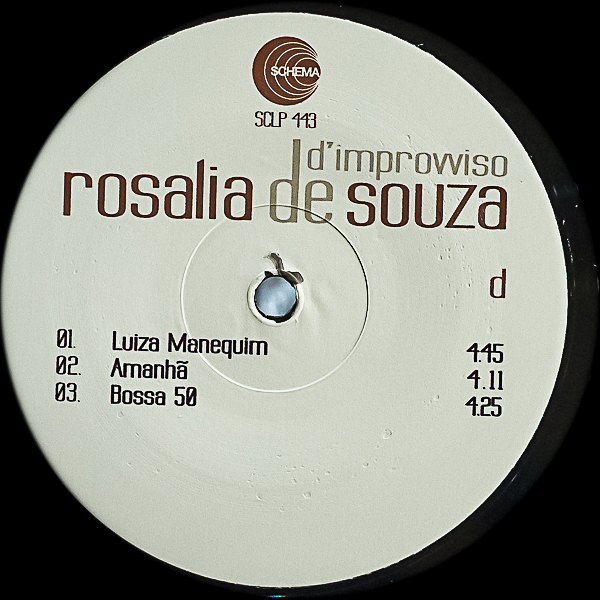 SCHEMA
SCLP 443
d'improvviso
rosalia de souza
d
01. Luiza Manequim 4.45
02. Amanhã 4.11
03. Bossa 50 4.25